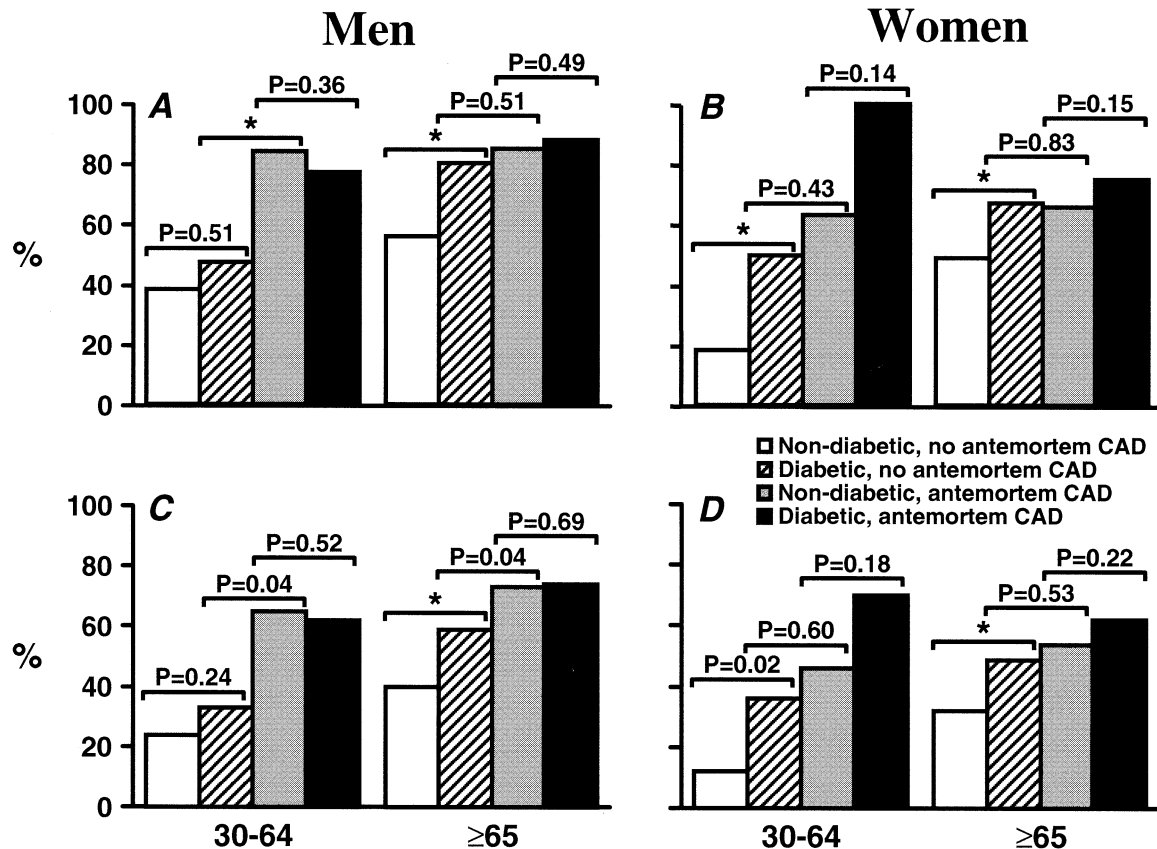 Men
Women
P=0.49
P=0.36
P=0.51
*
*
100
80
60
40
20
0
%
A
P=0.51
P=0.14
P=0.15
B
P=0.83
P=0.43
*
*
Non-diabetic, no antemortem CAD
Diabetic, no antemortem CAD
Non-diabetic, antemortem CAD
Diabetic, antemortem CAD
100
80
60
40
20
0
%
C
P=0.69
P=0.52
P=0.04
P=0.04
*
P=0.24
30-64
≥65
D
P=0.22
P=0.18
P=0.53
P=0.60
*
P=0.02
30-64
≥65